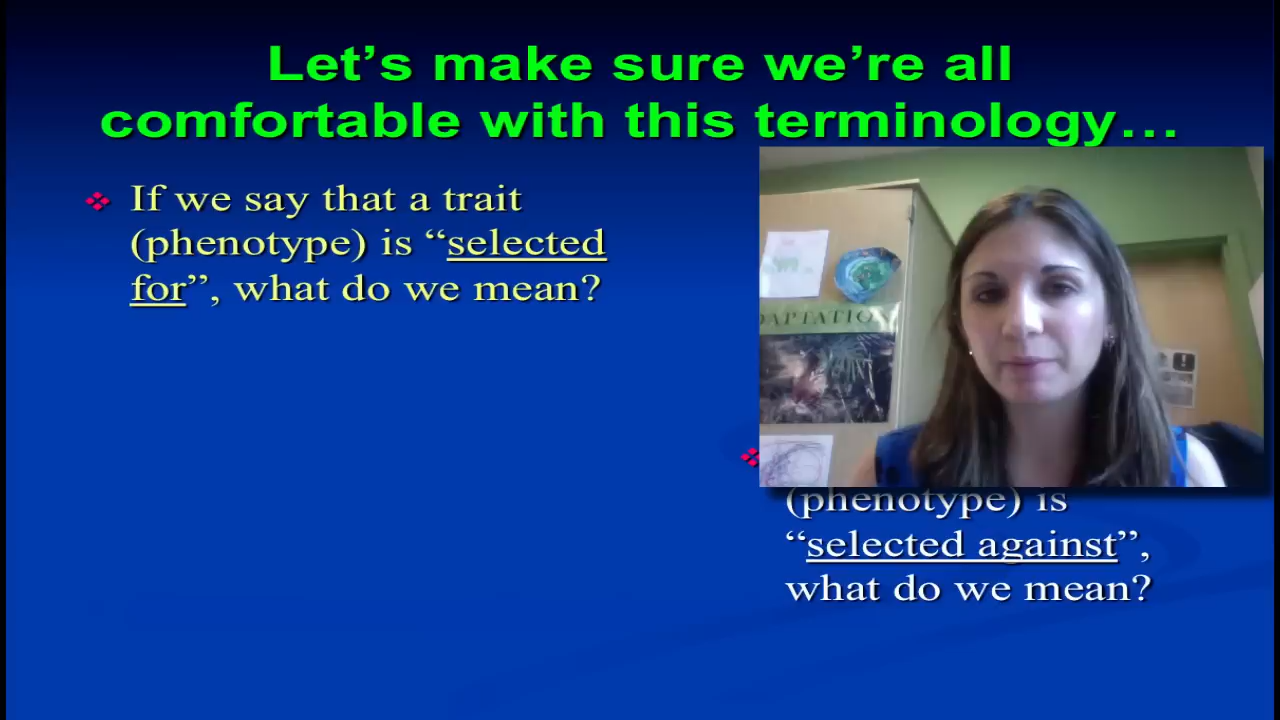 Let’s make sure we’re all
comfortable with this terminology…
If we say that a trait
(phenotype) is “selected
for”, what do we mean?
DAPTATION
(phenotype) is
“selected against”,
what do we mean?